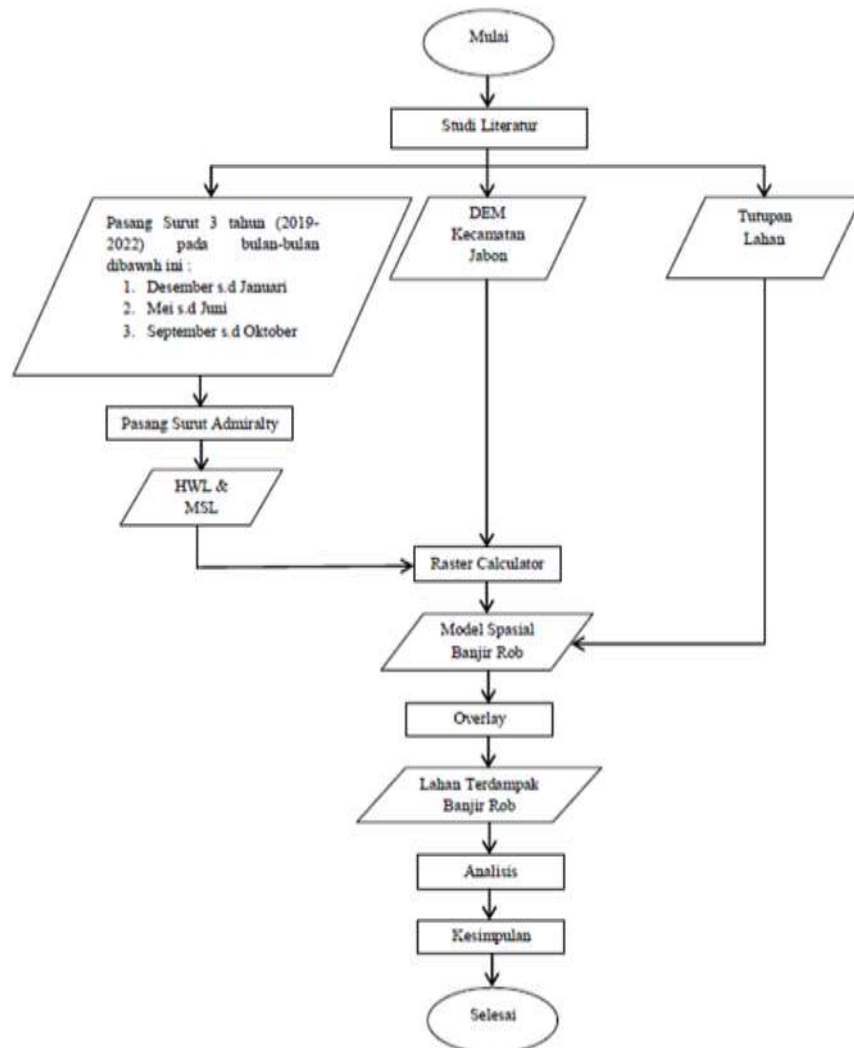 Mulai
Studi Literatur
Pasang Surut 3 tahun (2019-
2022) pada bulan-bulan
dibawah ini :
1. Desember s.d Januari
2. Mei s.d Juni
3. September s.d Oktober
DEM
Kecamatan
Jabon
Tutupan
Lahan
Pasang Surut Admiralty
HWL &
MSL
Raster Calculator
Model Spasial
Banjir Rob
Overlay
Lahan Terdampak
Banjir Rob
Analisis
Kesimpulan
Selesai